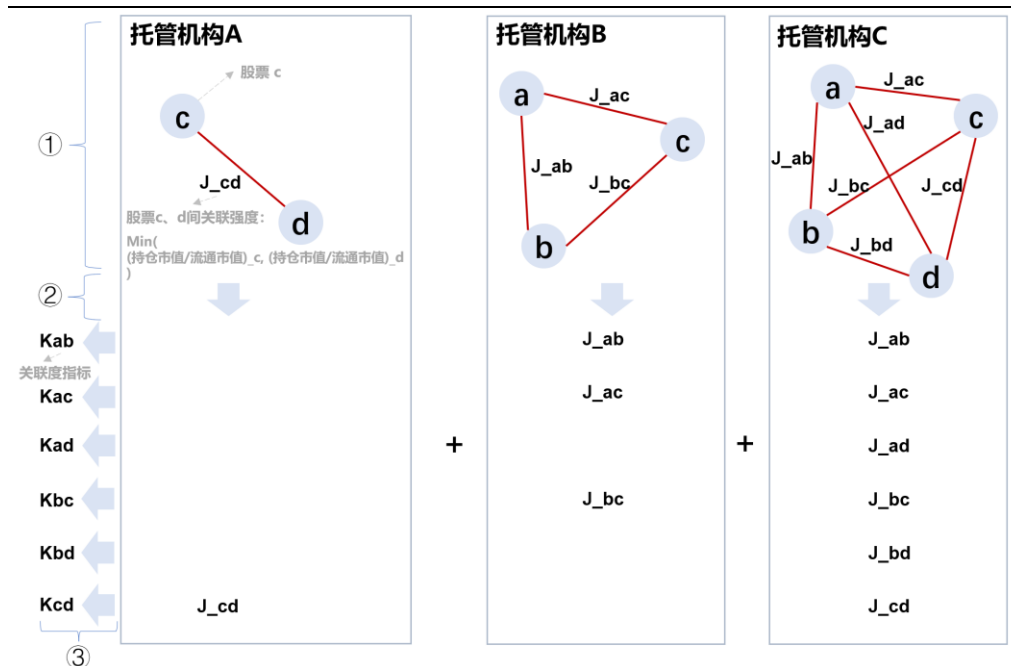 托管机构A
托管机构B
托管机构C
股票 c
c
J_cd
d
股票c、d间关联强度：
Min(
(持仓市值/流通市值)_c, (持仓市值/流通市值)_d
)
a
J_ac
c
J_ab
J_bc
b
a
J_ac
c
J_ad
J_ab
J_bc
J_cd
b
J_bd
d
①
②
Kab
J_ab
J_ab
关联度指标
Kac
J_ac
J_ac
Kad
+
+
J_ad
Kbc
J_bc
J_bc
Kbd
J_bd
Kcd
J_cd
J_cd
③